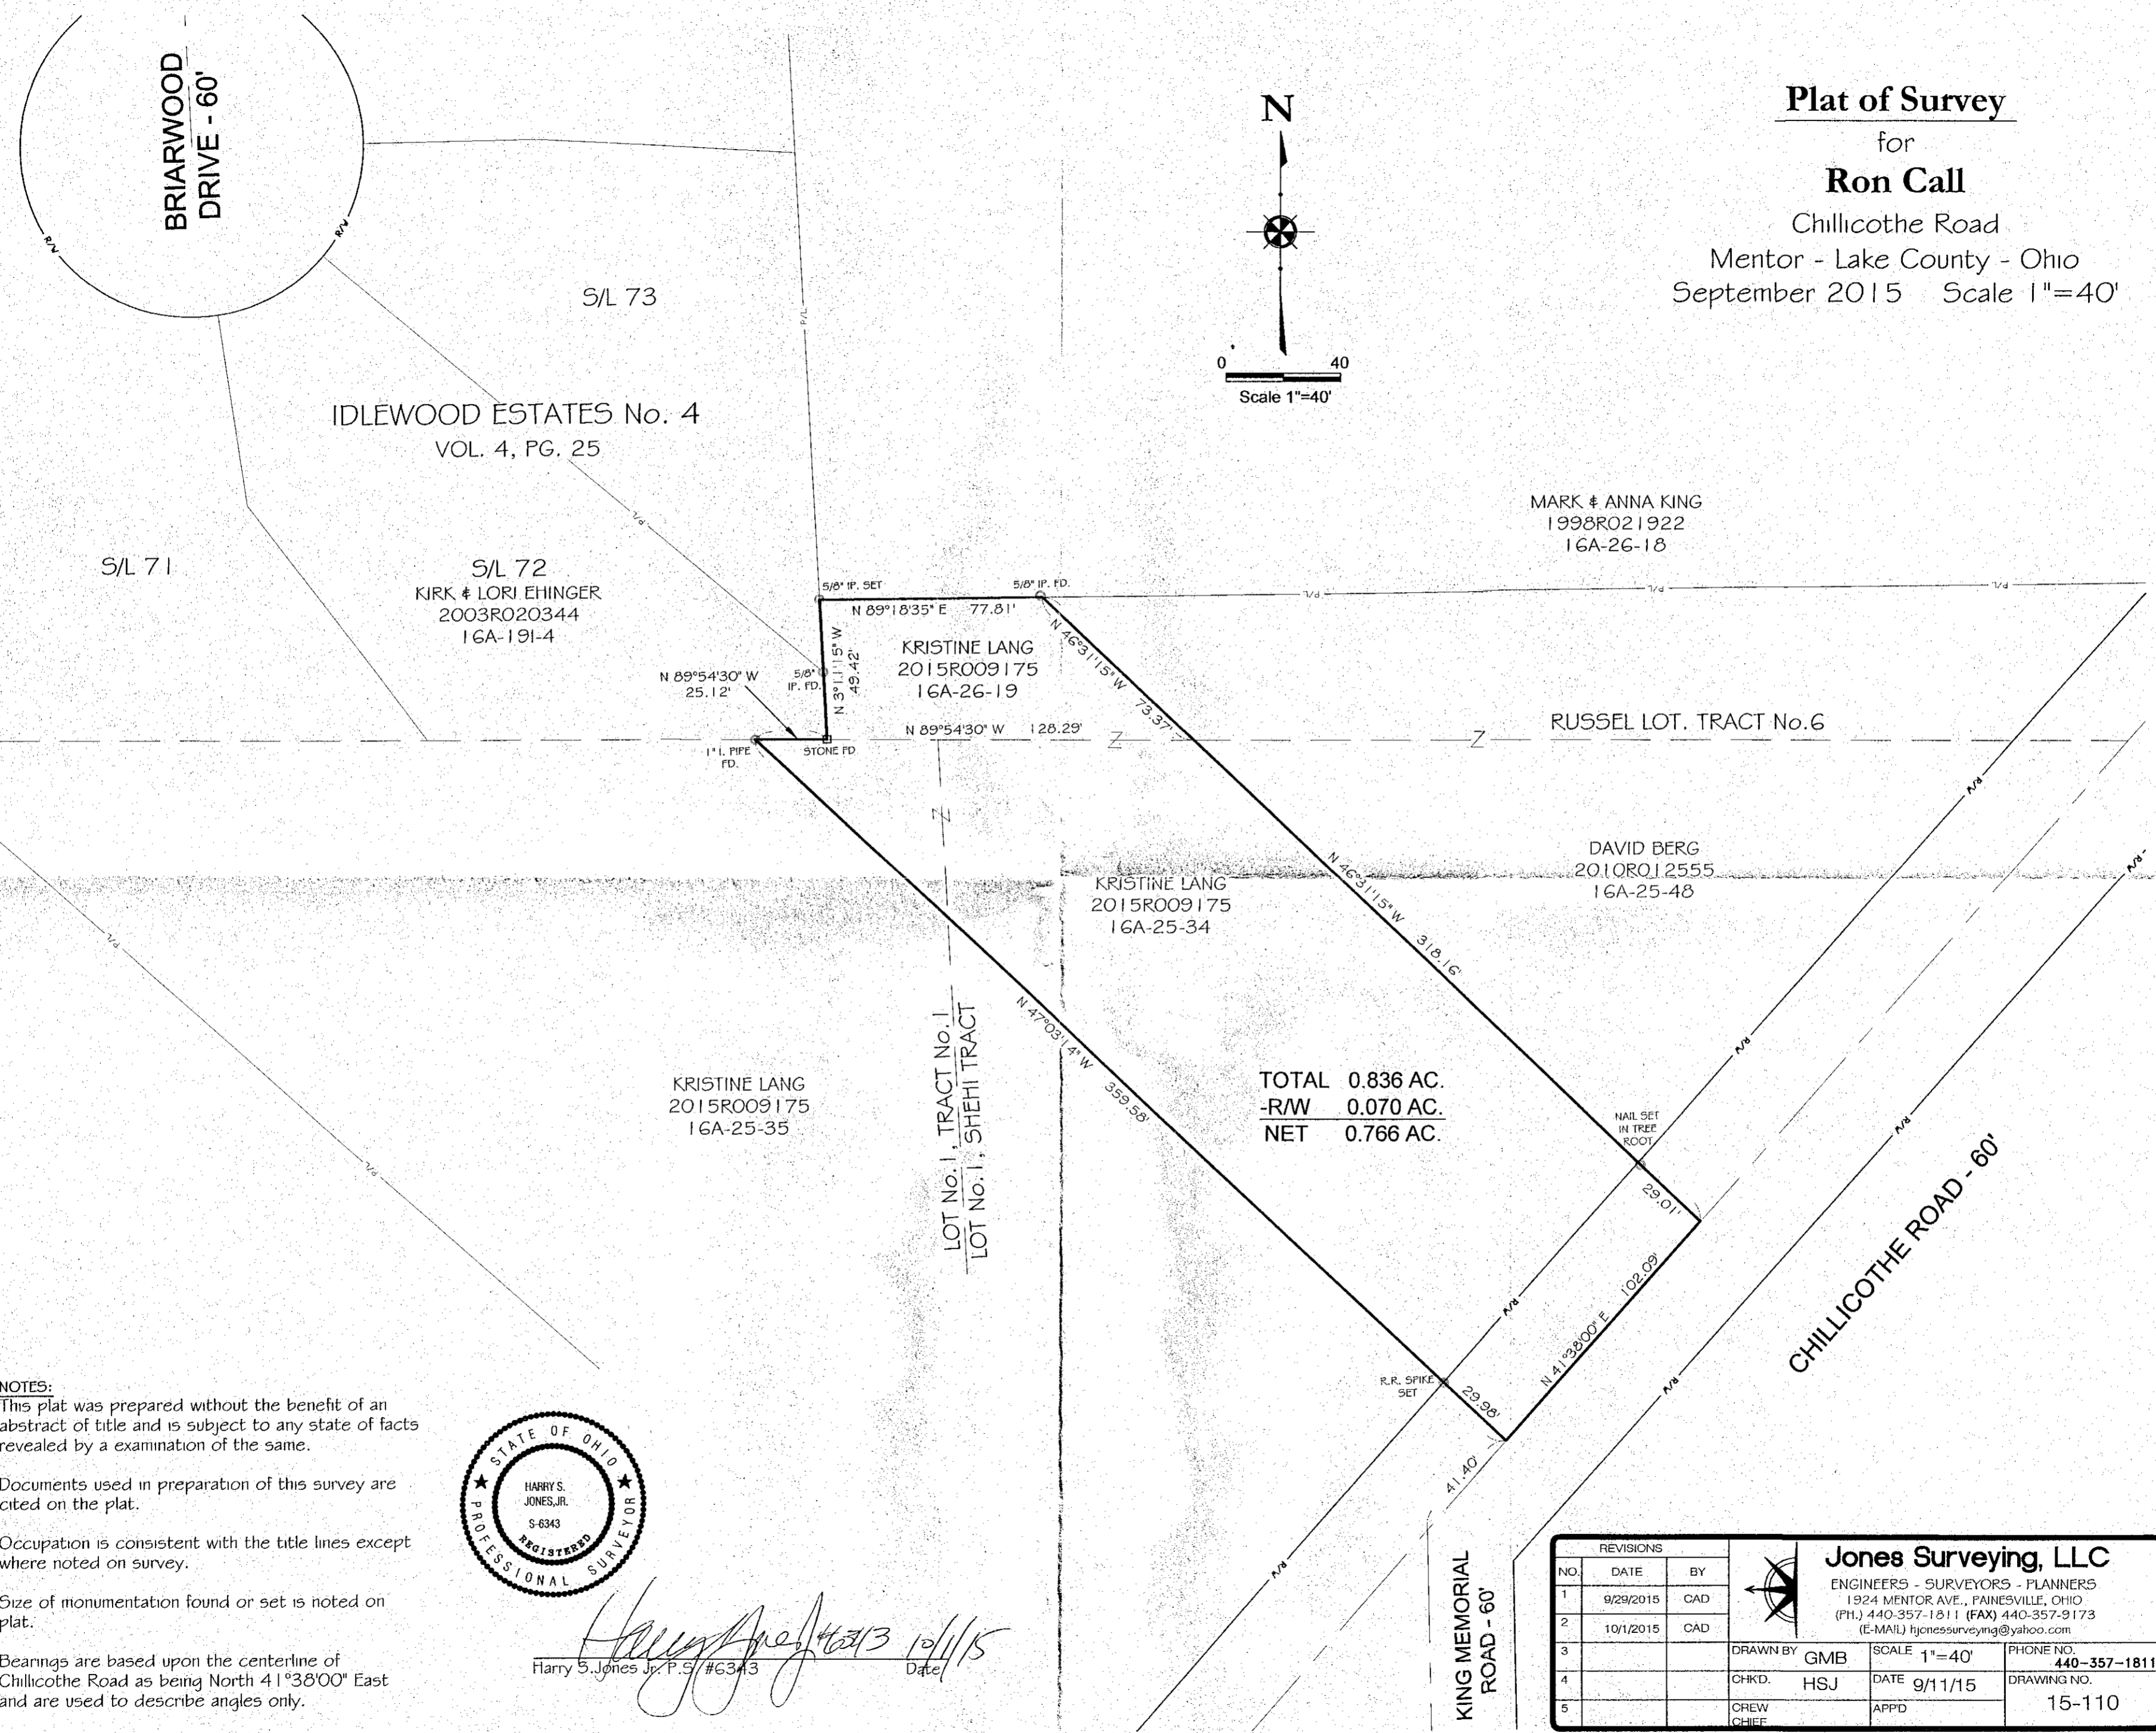 Plat of Survey
for
Ron Call
Chillicothe Road
Mentor - Lake County - Ohio
September 2015 Scale 1"=40'
N
0 40
Scale 1"=40'
BRIARWOOD
DRIVE - 60'
R/W
R/W
S/L 73
P/L
IDLEWOOD ESTATES No. 4
VOL. 4, PG. 25
P/L
S/L 71
S/L 72
KIRK & LORI EHINGER
2003R020344
16A-19I-4
MARK & ANNA KING
1998R021922
16A-26-18
5/8" IP. SET
5/8" IP. FD.
P/L
P/L
P/L
P/L
N 89°18'35" E 77.81'
N 3°11'15" W
49.42'
5/8"
IP. FD.
KRISTINE LANG
2015R009175
16A-26-19
N 46°31'15" W 73.37'
N 89°54'30" W
25.12'
N 89°54'30" W 128.29'
Z
Z
RUSSEL LOT. TRACT No.6
1" I. PIPE
FD.
STONE FD
Z
R/W
DAVID BERG
2010R012555
16A-25-48
R/W
KRISTINE LANG
2015R009175
16A-25-34
N 46°31'15" W 318.16'
P/L
N 47°03'14" W 359.58'
LOT No.1, TRACT No.1
LOT No.1, SHEHI TRACT
R/W
KRISTINE LANG
2015R009175
16A-25-35
TOTAL 0.836 AC.
-R/W 0.070 AC.
NET 0.766 AC.
NAIL SET
IN TREE
ROOT
R/W
P/L
29.01'
CHILLICOTHE ROAD - 60'
102.09'
N 41°38'00" E
R/W
R.R. SPIKE
SET
29.98'
R/W
41.40'
R/W
KING MEMORIAL
ROAD - 60'
NOTES:
This plat was prepared without the benefit of an
abstract of title and is subject to any state of facts
revealed by a examination of the same.
Documents used in preparation of this survey are
cited on the plat.
Occupation is consistent with the title lines except
where noted on survey.
Size of monumentation found or set is noted on
plat.
Bearings are based upon the centerline of
Chillicothe Road as being North 41°38'00" East
and are used to describe angles only.
STATE OF OHIO
HARRY S.
JONES,JR.
S-6343
REGISTERED
PROFESSIONAL SURVEYOR
#6343 10/1/15
Harry S.Jones Jr. P.S. #6343 Date
REVISIONS
NO. DATE BY
1 9/29/2015 CAD
2 10/1/2015 CAD
3
4
5
Jones Surveying, LLC
ENGINEERS - SURVEYORS - PLANNERS
1924 MENTOR AVE., PAINESVILLE, OHIO
(PH.) 440-357-1811 (FAX) 440-357-9173
(E-MAIL) hjonessurveying@yahoo.com
DRAWN BY GMB
SCALE 1"=40'
PHONE NO.
440-357-1811
CHK'D. HSJ
DATE 9/11/15
DRAWING NO.
15-110
CREW
CHIEF
APP'D